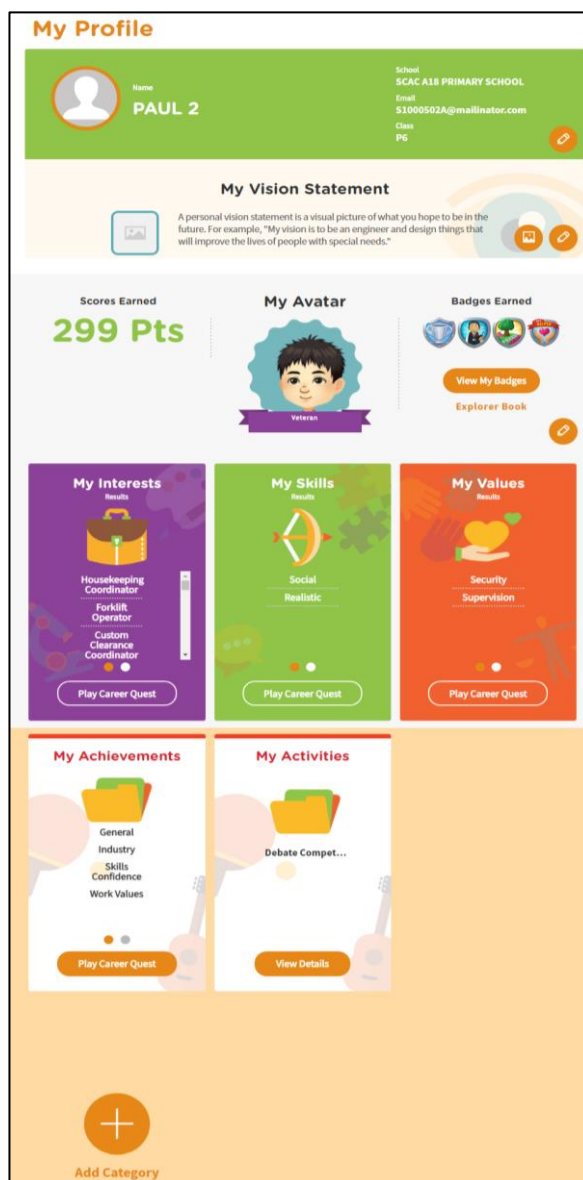 My Profile
Name
PAUL 2
School
SCAC A18 PRIMARY SCHOOL
Email
S1000502A@mailinator.com
Class
P6
My Vision Statement
A personal vision statement is a visual picture of what you hope to be in the
future. For example, "My vision is to be an engineer and design things that
will improve the lives of people with special needs."
Scores Earned
299 Pts
My Avatar
Veteran
Badges Earned
View My Badges
Explorer Book
My Interests
Results
Housekeeping
Coordinator
Forklift
Operator
Custom
Clearance
Coordinator
Play Career Quest
My Skills
Results
Social
Realistic
Play Career Quest
My Values
Results
Security
Supervision
Play Career Quest
My Achievements
General
Industry
Skills
Confidence
Work Values
Play Career Quest
My Activities
Debate Compet...
View Details
Add Category